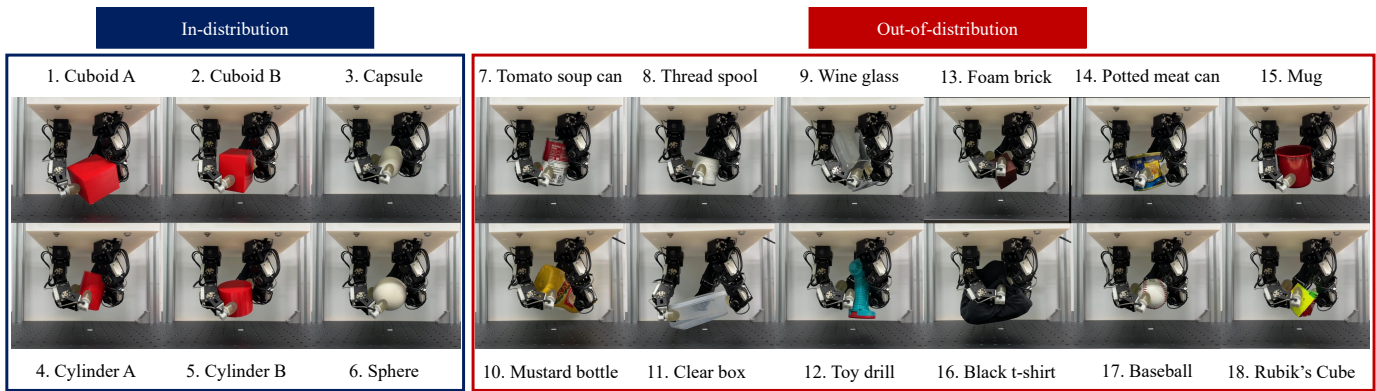 In-distribution
Out-of-distribution
1. Cuboid A
2. Cuboid B
3. Capsule
4. Cylinder A
5. Cylinder B
6. Sphere
7. Tomato soup can
8. Thread spool
9. Wine glass
13. Foam brick
14. Potted meat can
15. Mug
10. Mustard bottle
11. Clear box
12. Toy drill
16. Black t-shirt
17. Baseball
18. Rubik's Cube